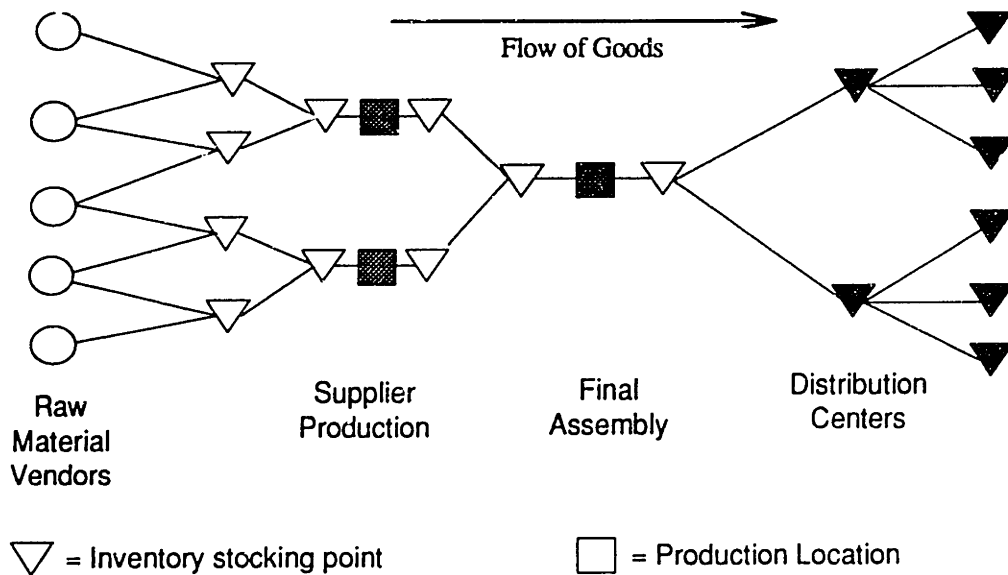 Flow of Goods
Raw
Material
Vendors
Supplier
Production
Final
Assembly
Distribution
Centers
= Inventory stocking point
= Production Location